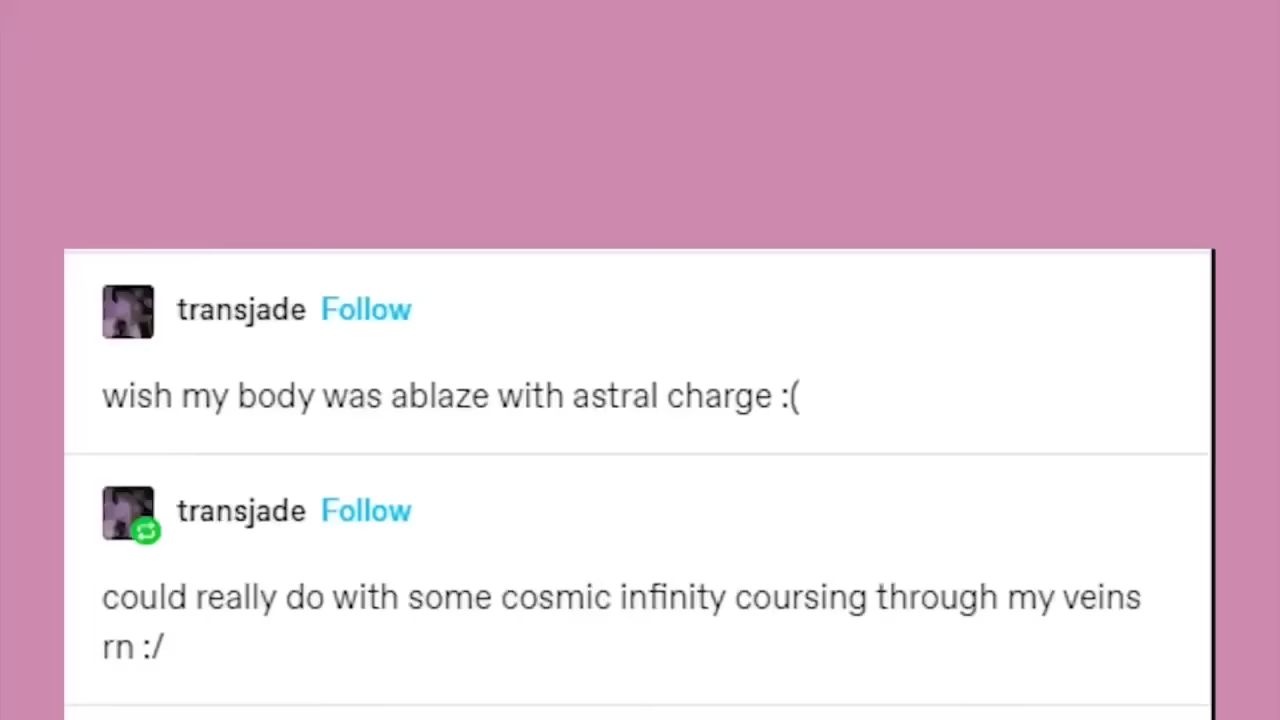 transjade Follow
wish my body was ablaze with astral charge :(
transjade Follow
could really do with some cosmic infinity coursing through my veins
rn :/